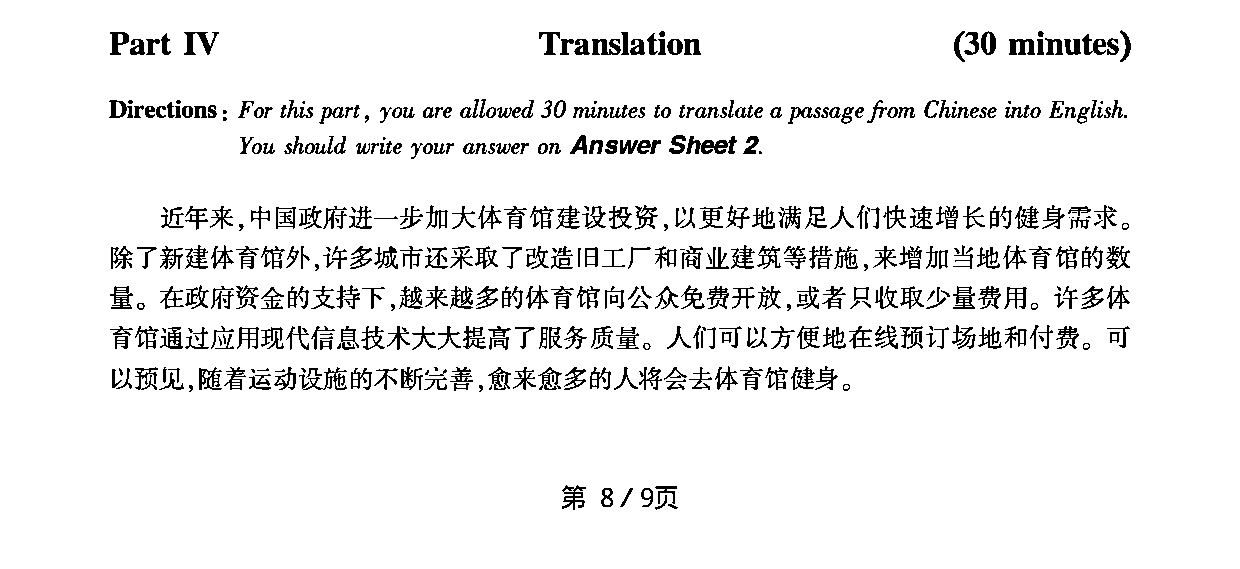 Part IV Translation (30 minutes)
Directions: For this part, you are allowed 30 minutes to translate a passage from Chinese into English.
You should write your answer on Answer Sheet 2.
近年来,中国政府进一步加大体育馆建设投资,以更好地满足人们快速增长的健身需求。
除了新建体育馆外,许多城市还采取了改造旧工厂和商业建筑等措施,来增加当地体育馆的数
量。在政府资金的支持下,越来越多的体育馆向公众免费开放,或者只收取少量费用。许多体
育馆通过应用现代信息技术大大提高了服务质量。人们可以方便地在线预订场地和付费。可
以预见,随着运动设施的不断完善,愈来愈多的人将会去体育馆健身。
第 8/9页